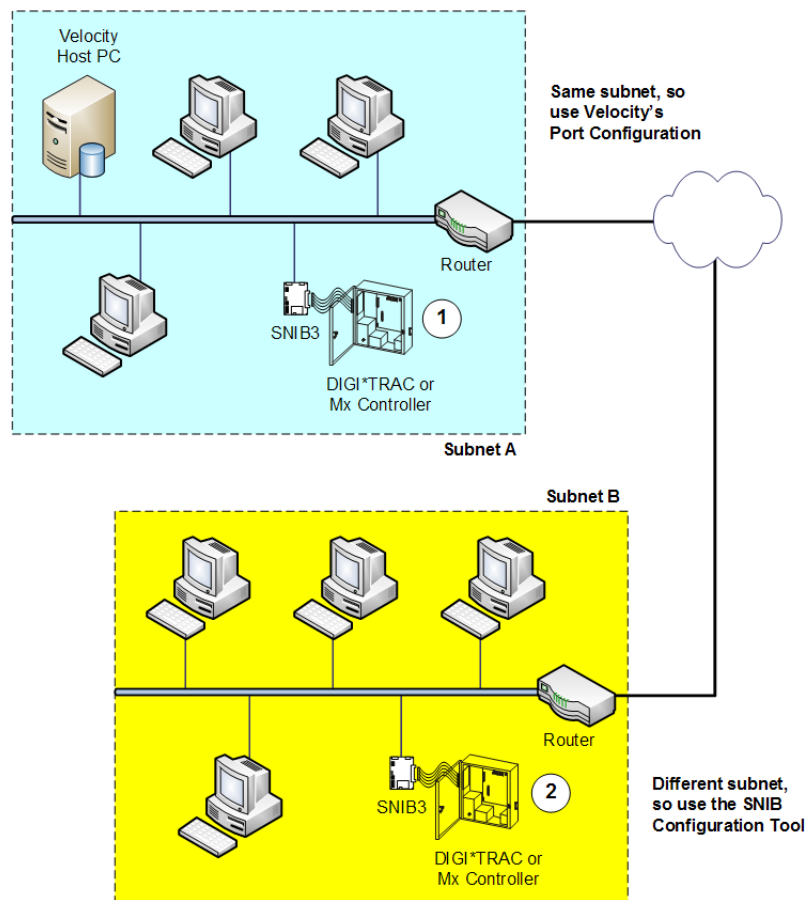 Velocity
Host PC
Same subnet, so
use Velocity's
Port Configuration
Router
SNIB3
1
DIGI*TRAC or
Mx Controller
Subnet A
Subnet B
Router
SNIB3
2
DIGI*TRAC or
Mx Controller
Different subnet,
so use the SNIB
Configuration Tool